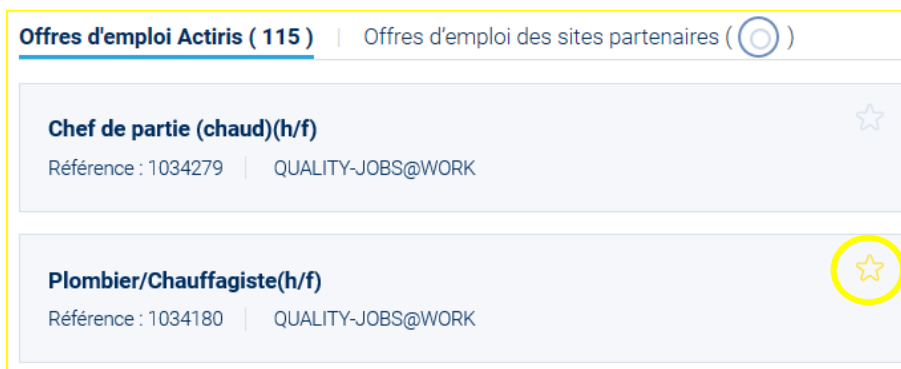 Offres d'emploi Actiris ( 115 ) Offres d'emploi des sites partenaires ( )
Chef de partie (chaud)(h/f)
Référence : 1034279 QUALITY-JOBS@WORK
Plombier/Chauffagiste(h/f)
Référence : 1034180 QUALITY-JOBS@WORK